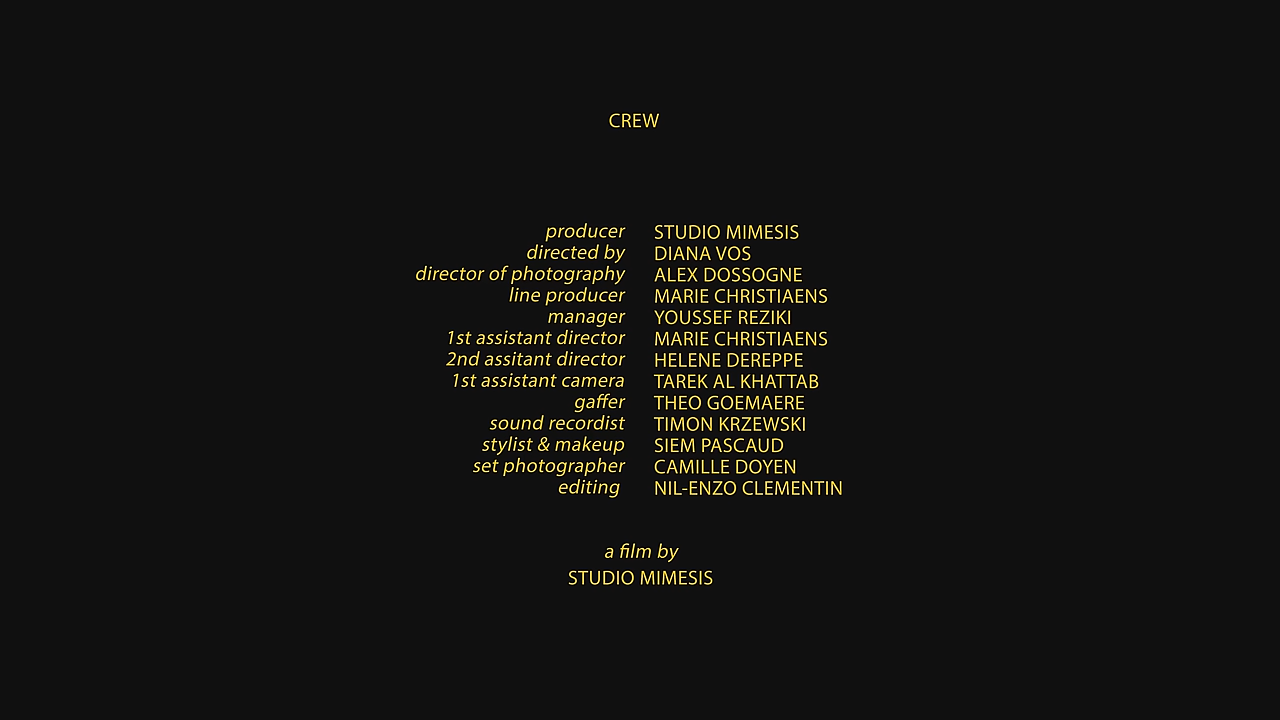 CREW
producer STUDIO MIMESIS
directed by DIANA VOS
director of photography ALEX DOSSOGNE
line producer MARIE CHRISTIAENS
manager YOUSSEF REZIKI
1st assistant director MARIE CHRISTIAENS
2nd assitant director HELENE DEREPPE
1st assistant camera TAREK AL KHATTAB
gaffer THEO GOEMAERE
sound recordist TIMON KRZEWSKI
stylist & makeup SIEM PASCAUD
set photographer CAMILLE DOYEN
editing NIL-ENZO CLEMENTIN
a film by
STUDIO MIMESIS